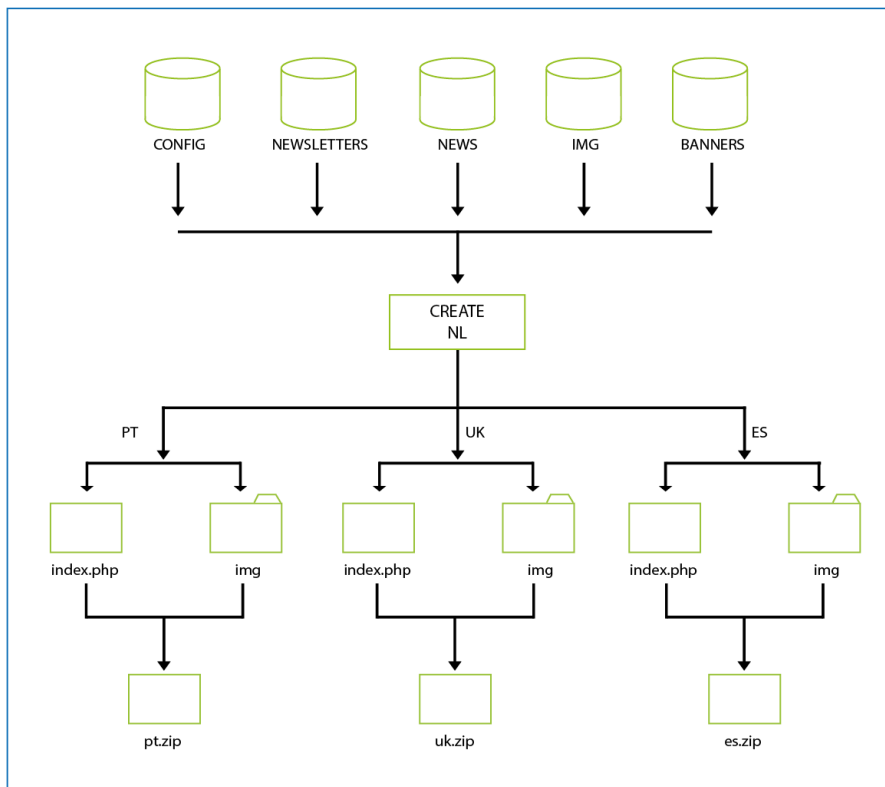 CONFIG
NEWSLETTERS
NEWS
IMG
BANNERS
CREATE
NL
PT
UK
ES
index.php
img
index.php
img
index.php
img
pt.zip
uk.zip
es.zip